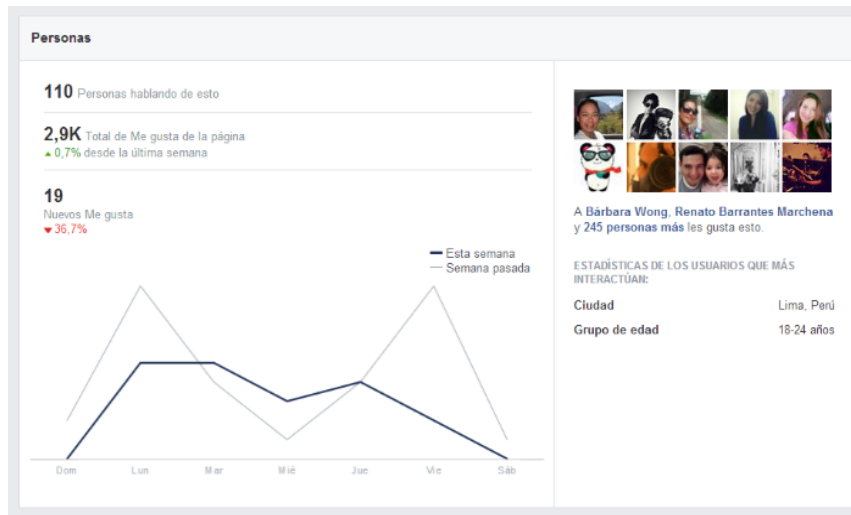 Personas
110 Personas hablando de esto
2,9K Total de Me gusta de la página
0,7% desde la última semana
19
Nuevos Me gusta
36,7%
Esta semana
Semana pasada
Dom Lun Mar Mié Jue Vie Sáb
A Bárbara Wong, Renato Barrantes Marchena
y 245 personas más les gusta esto.
ESTADÍSTICAS DE LOS USUARIOS QUE MÁS
INTERACTÚAN:
Ciudad Lima, Perú
Grupo de edad 18-24 años